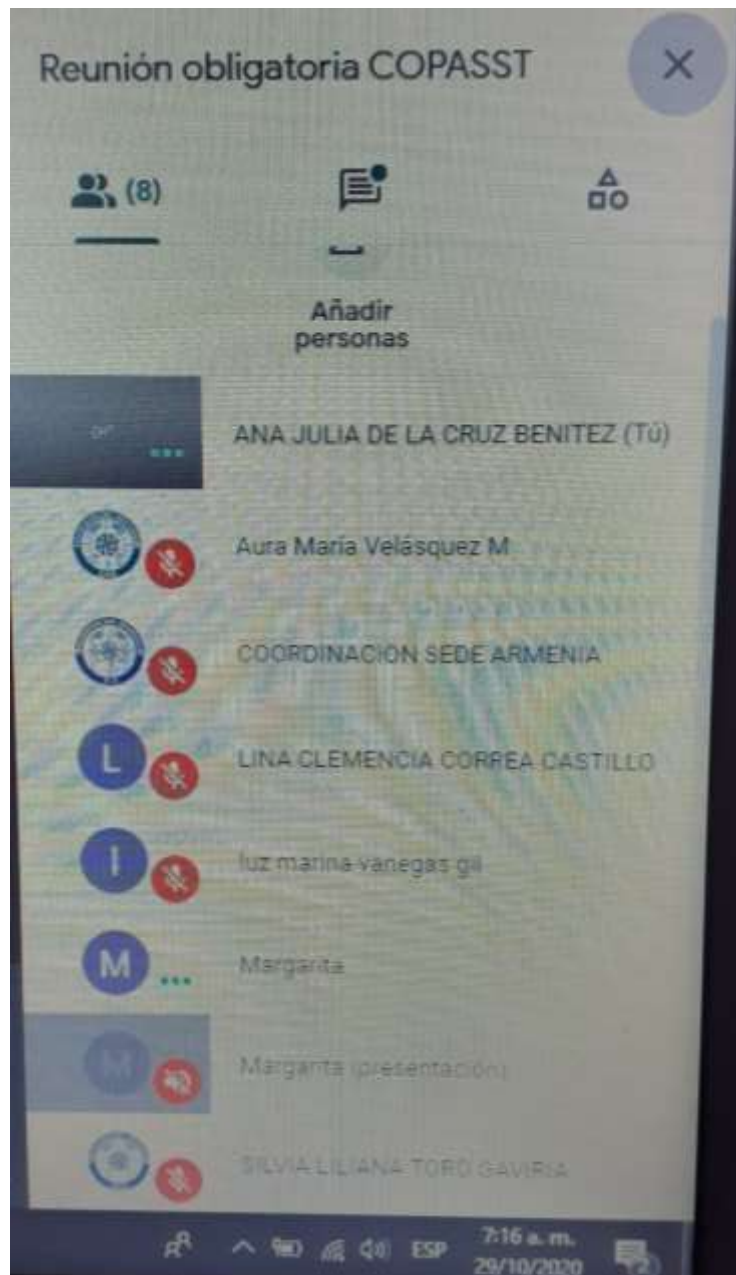 Reunión obligatoria COPASST
(8)
Añadir
personas
ANA JULIA DE LA CRUZ BENITEZ (Tú)
Aura María Velásquez M
COORDINACION SEDE ARMENIA
L
LINA CLEMENCIA CORREA CASTILLO
l
luz marina vanegas gil
M
Margarita
M
Margarita (presentación)
SILVIA LILIANA TORO GAVIRIA
ESP
7:16 a. m.
29/10/2020
2